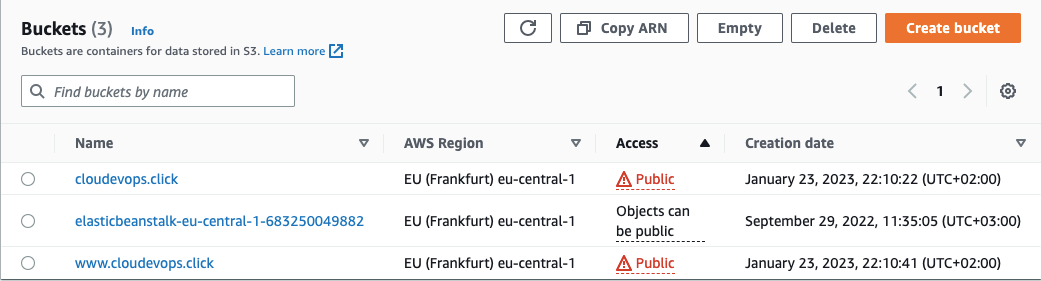 Buckets (3) Info
Copy ARN Empty Delete Create bucket
Buckets are containers for data stored in S3. Learn more
Find buckets by name
1
Name AWS Region Access Creation date
cloudevops.click EU (Frankfurt) eu-central-1 Public January 23, 2023, 22:10:22 (UTC+02:00)
elasticbeanstalk-eu-central-1-683250049882 EU (Frankfurt) eu-central-1 Objects can be public September 29, 2022, 11:35:05 (UTC+03:00)
www.cloudevops.click EU (Frankfurt) eu-central-1 Public January 23, 2023, 22:10:41 (UTC+02:00)